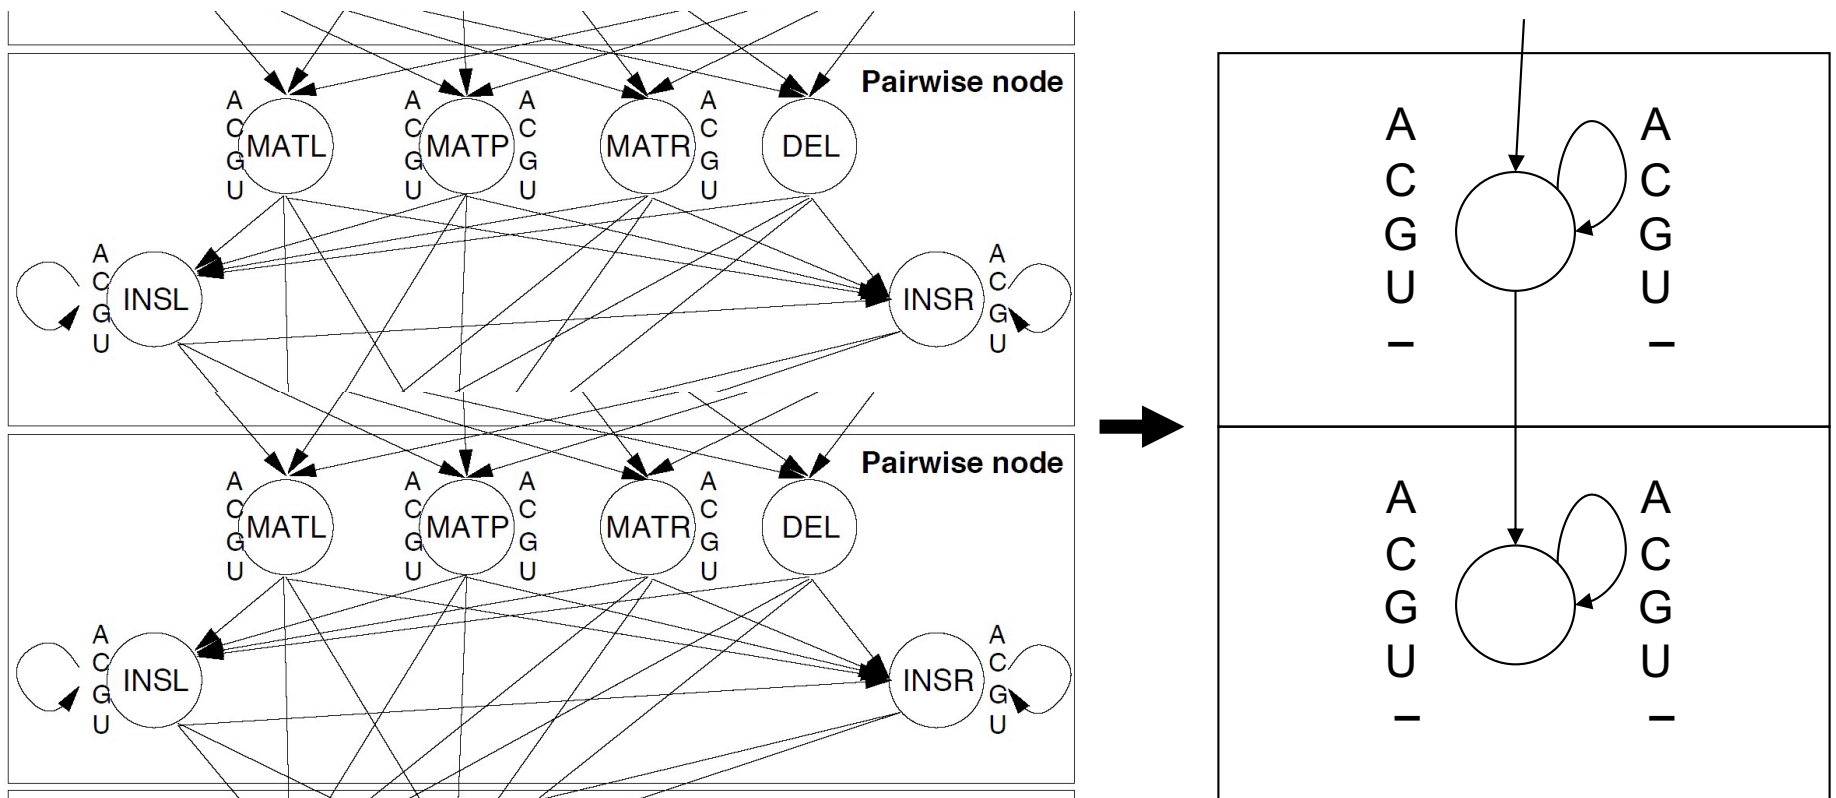 Pairwise node
A A A A
C C C C
MATL MATP MATR DEL
G G G G
U U U U
A A
C C
INSL INSR
G G
U U
Pairwise node
A A A A
C C C C
MATL MATP MATR DEL
G G G G
U U U U
A A
C C
INSL INSR
G G
U U
A A
C C
G G
U U
– –
A A
C C
G G
U U
– –